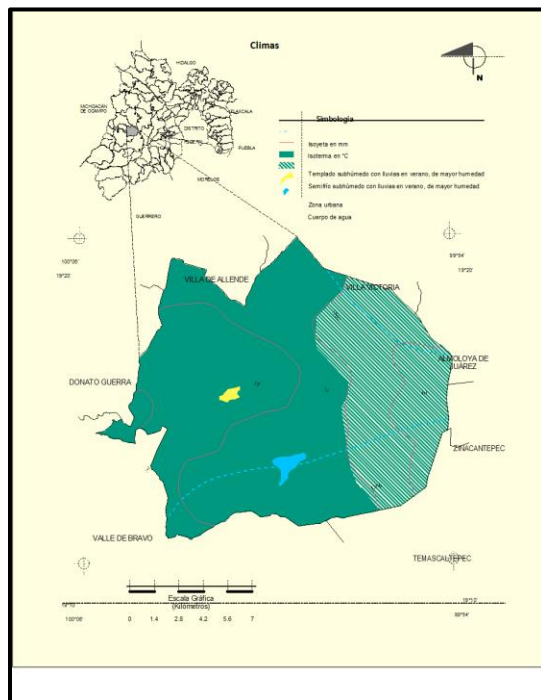 Climas
HIDALGO
MICHOACÁN
DE OCAMPO
TLAXCALA
DISTRITO
FEDERAL
PUEBLA
MORELOS
GUERRERO
N
Simbología
Isoyeta en mm
Isoterma en °C
Templado subhúmedo con lluvias en verano, de mayor humedad
Semifrío subhúmedo con lluvias en verano, de mayor humedad
Zona urbana
Cuerpo de agua
100°06'
19°20'
99°54'
19°20'
VILLA DE ALLENDE
VILLA VICTORIA
ALMOLOYA DE
JUÁREZ
DONATO GUERRA
ZINACANTEPEC
VALLE DE BRAVO
TEMASCALTEPEC
Escala Gráfica
(Kilómetros)
0 1.4 2.8 4.2 5.6 7
100°06'
99°54'